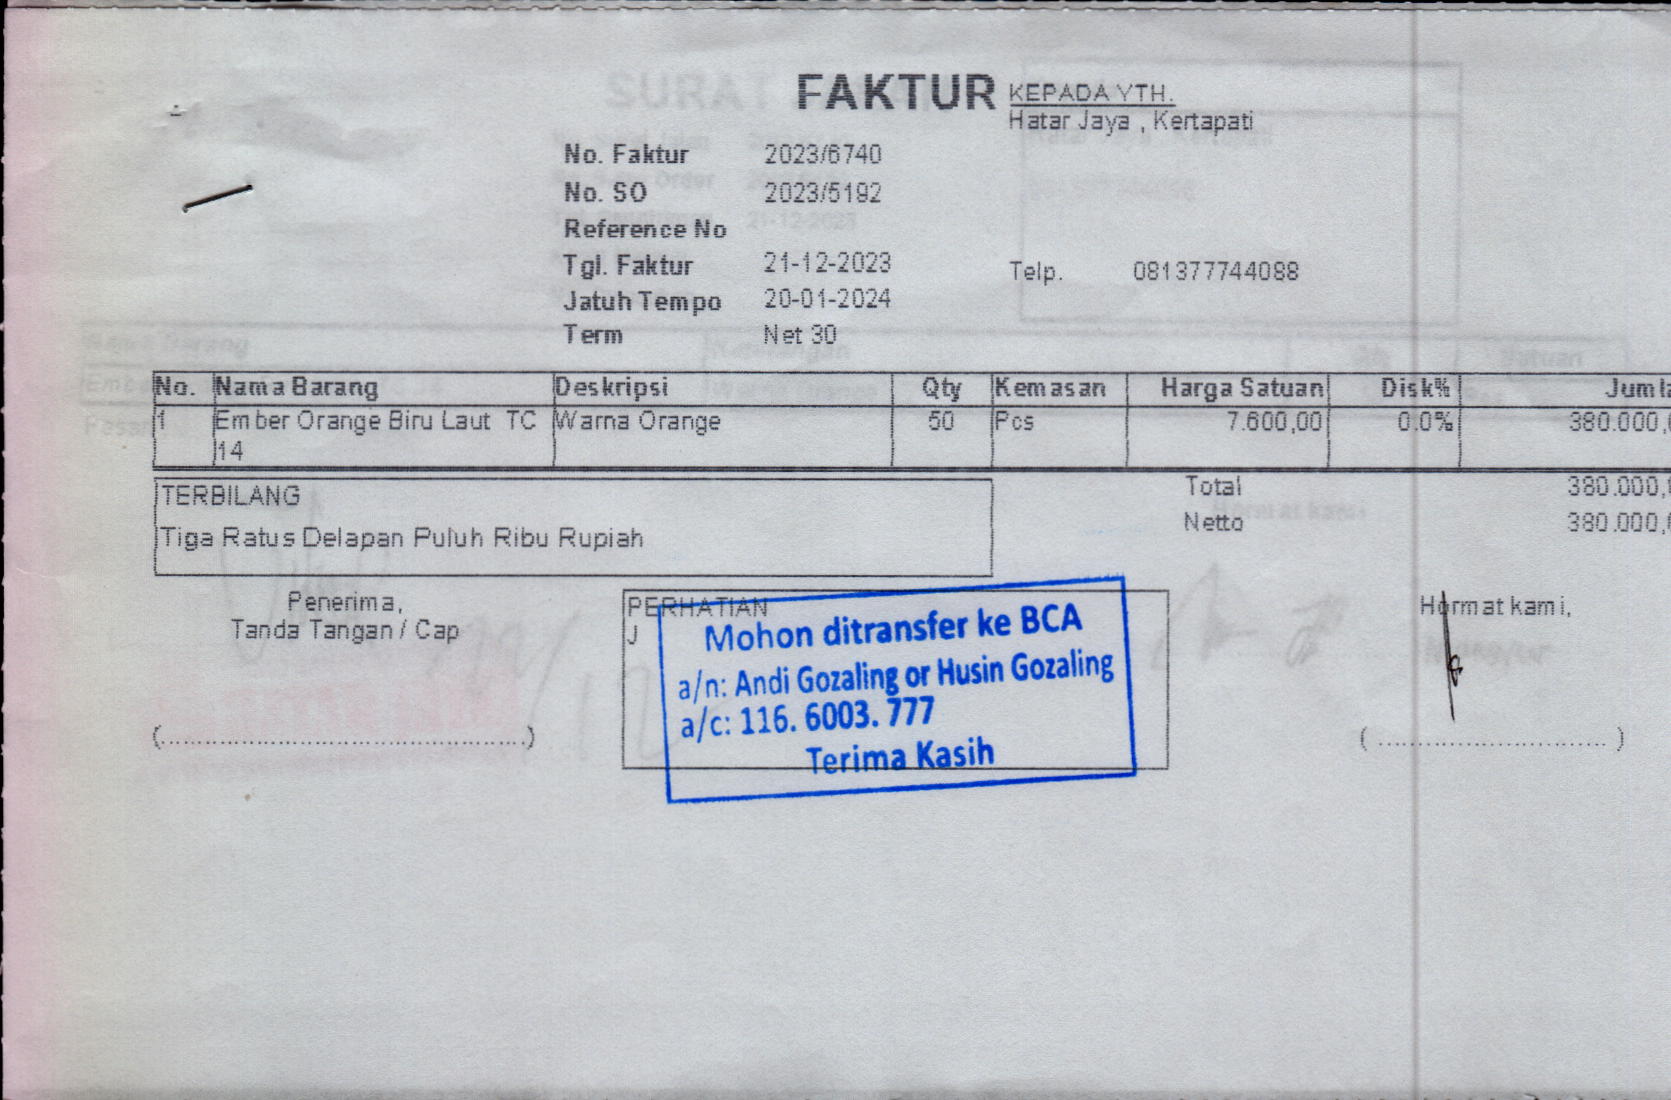 FAKTUR
KEPADA YTH.
Hatar Jaya , Kertapati
No. Faktur 2023/6740
No. SO 2023/5192
Reference No
Tgl. Faktur 21-12-2023
Telp. 081377744088
Jatuh Tempo 20-01-2024
Term Net 30
No. Nama Barang Deskripsi Qty Kemasan Harga Satuan Disk% Jumla
1 Ember Orange Biru Laut TC Warna Orange 50 Pcs 7.600,00 0.0% 380.000,
14
TERBILANG
Tiga Ratus Delapan Puluh Ribu Rupiah
Total 380.000,
Netto 380.000,
Penerima,
Tanda Tangan / Cap
(..........................................)
PERHATIAN
J
Mohon ditransfer ke BCA
a/n: Andi Gozaling or Husin Gozaling
a/c: 116. 6003. 777
Terima Kasih
Hormat kami,
( ............................ )